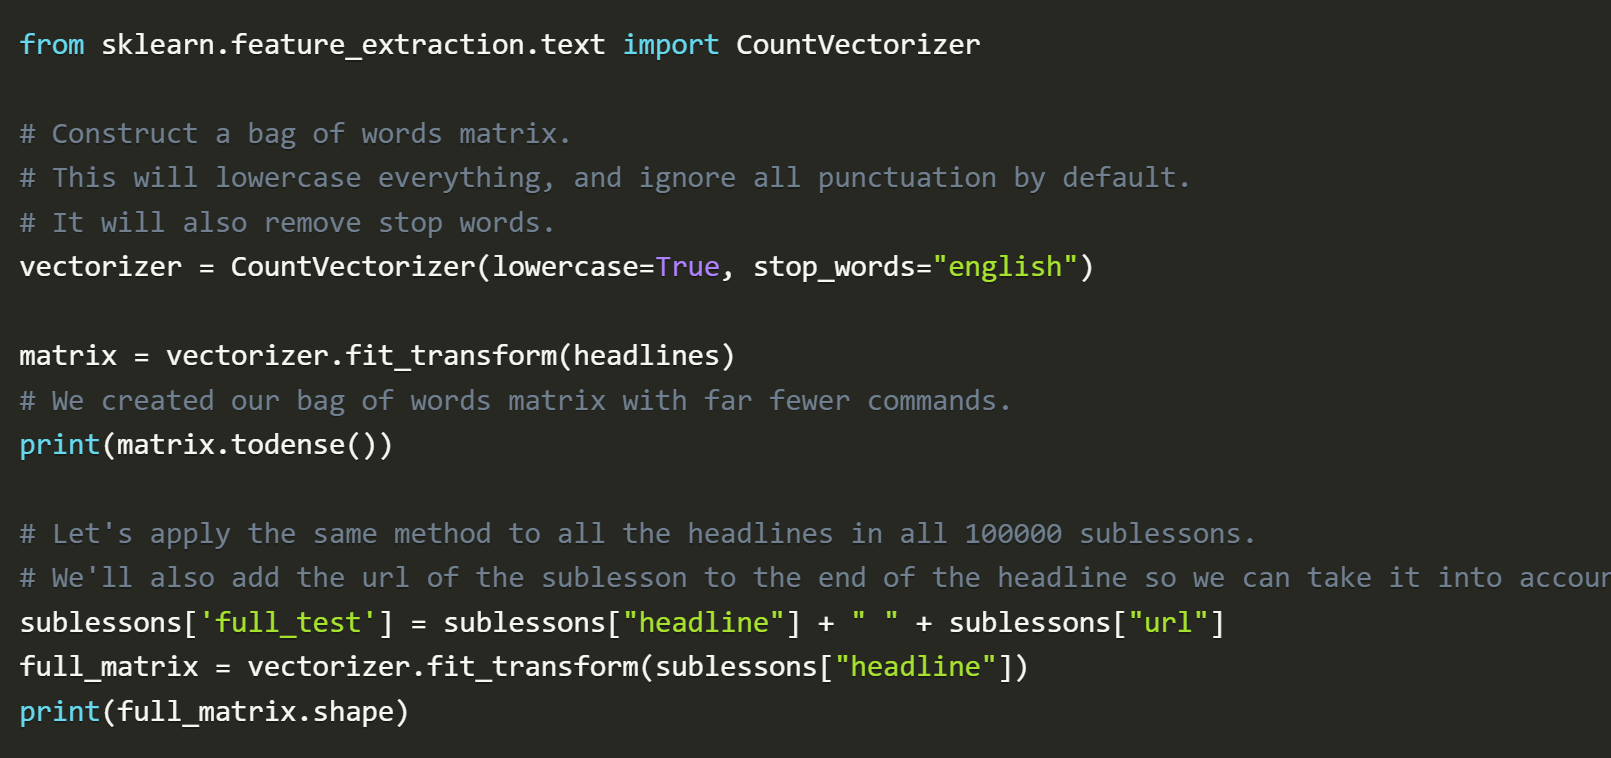 from sklearn.feature_extraction.text import CountVectorizer
# Construct a bag of words matrix.
# This will lowercase everything, and ignore all punctuation by default.
# It will also remove stop words.
vectorizer = CountVectorizer(lowercase=True, stop_words="english")
matrix = vectorizer.fit_transform(headlines)
# We created our bag of words matrix with far fewer commands.
print(matrix.todense())
# Let's apply the same method to all the headlines in all 100000 sublessons.
# We'll also add the url of the sublesson to the end of the headline so we can take it into
sublessons['full_test'] = sublessons["headline"] + " " + sublessons["url"]
full_matrix = vectorizer.fit_transform(sublessons["headline"])
print(full_matrix.shape)